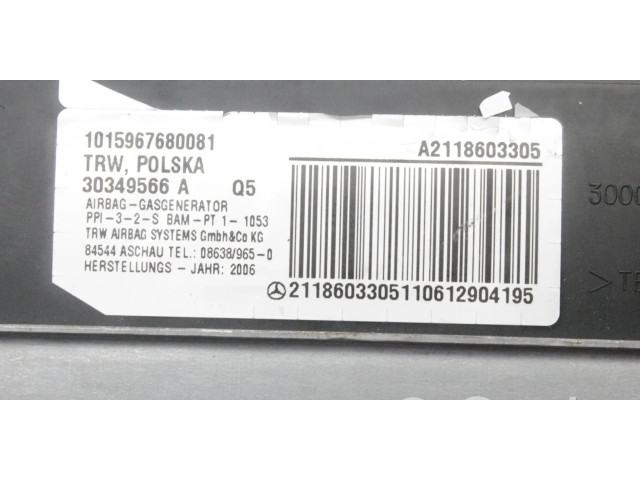 1015967680081
TRW, POLSKA
30349566 A Q5
AIRBAG-GASGENERATOR
PPI-3-2-S BAM-PT 1- 1053
TRW AIRBAG SYSTEMS GmbH&Co KG
84544 ASCHAU TEL.: 08638/965-0
HERSTELLUNGS - JAHR: 2006
A2118603305
2118603305110612904195